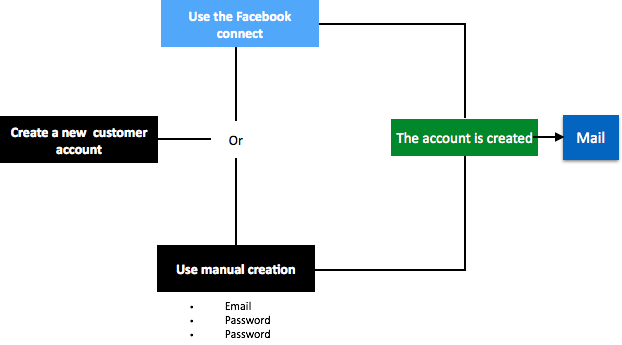 Use the Facebook
connect
Create a new customer
account
Or
The account is created
Mail
Use manual creation
• Email
• Password
• Password